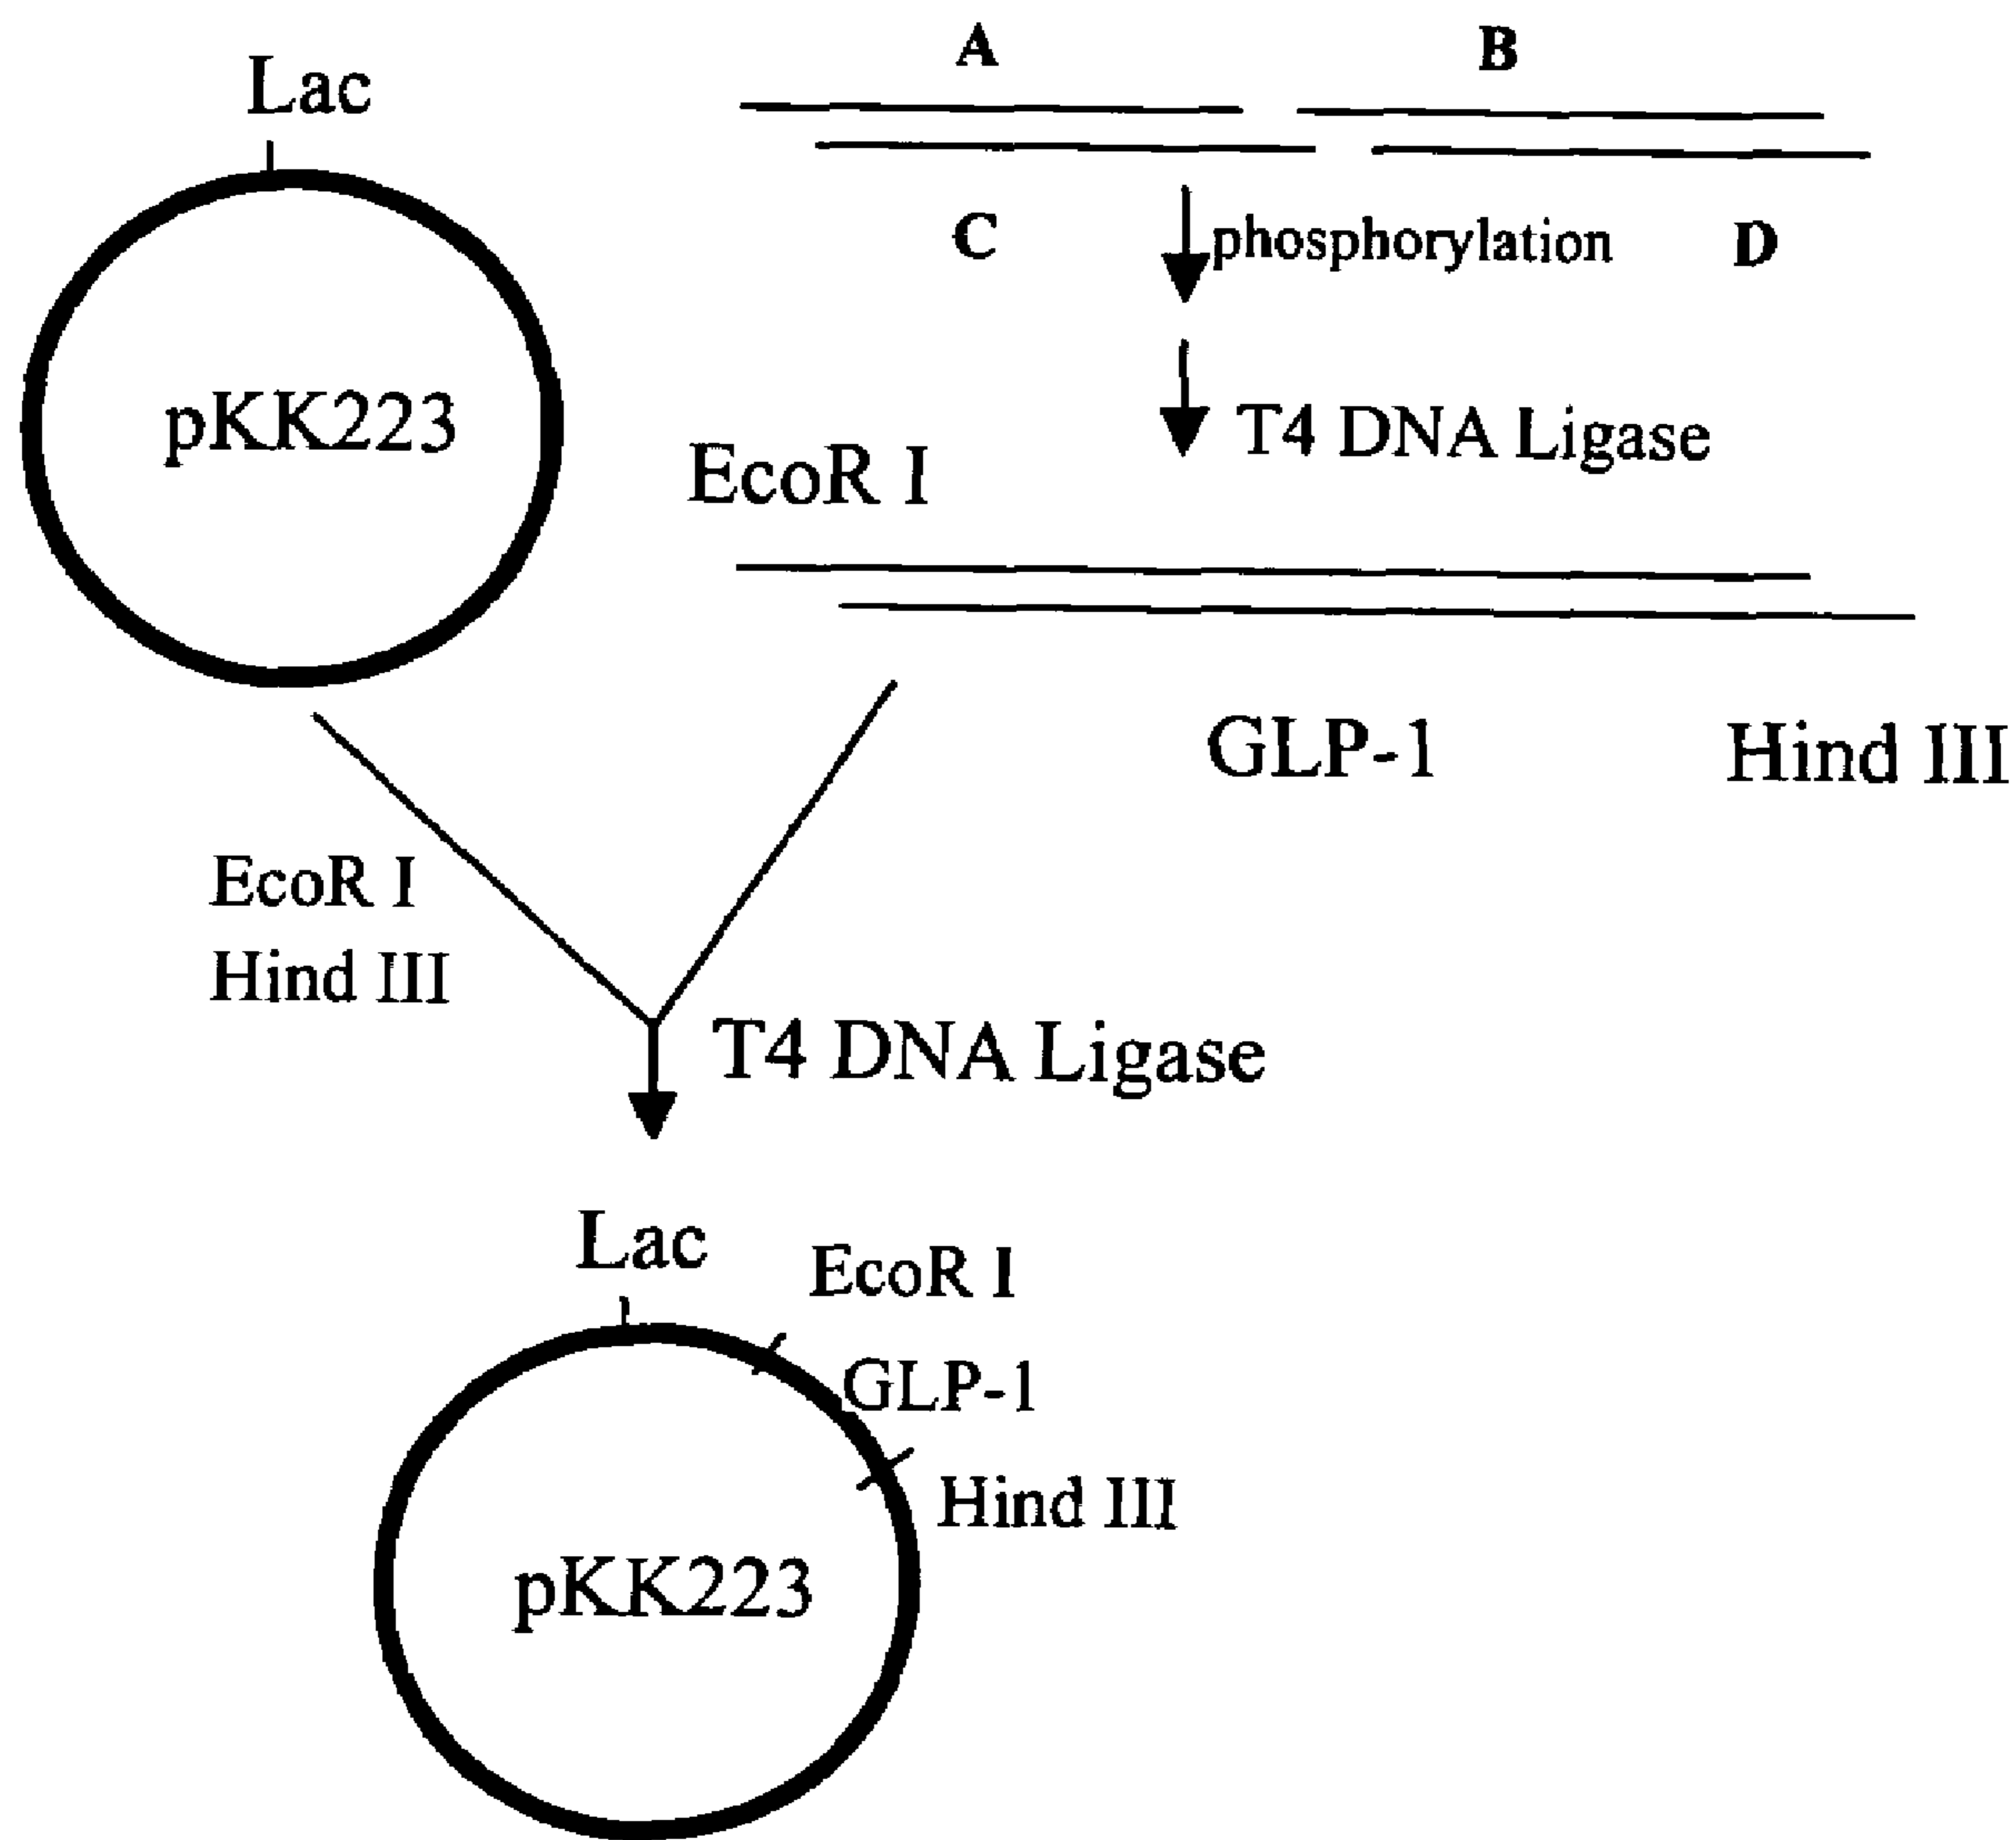 Lac
A
B
C
phosphorylation
D
pKK223
T4 DNA Ligase
EcoR I
GLP-1
Hind III
EcoR I
Hind III
T4 DNA Ligase
Lac
EcoR I
GLP-1
Hind III
pKK223